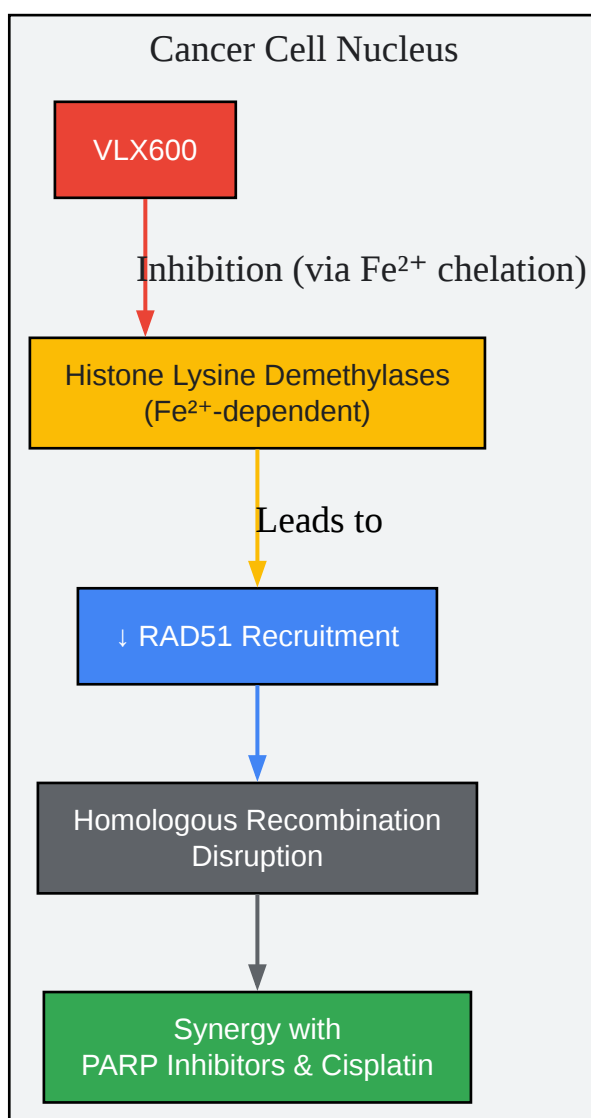 Cancer Cell Nucleus
VLX600
Inhibition (via Fe²⁺ chelation)
Histone Lysine Demethylases
(Fe²⁺-dependent)
Leads to
↓ RAD51 Recruitment
Homologous Recombination
Disruption
Synergy with
PARP Inhibitors & Cisplatin